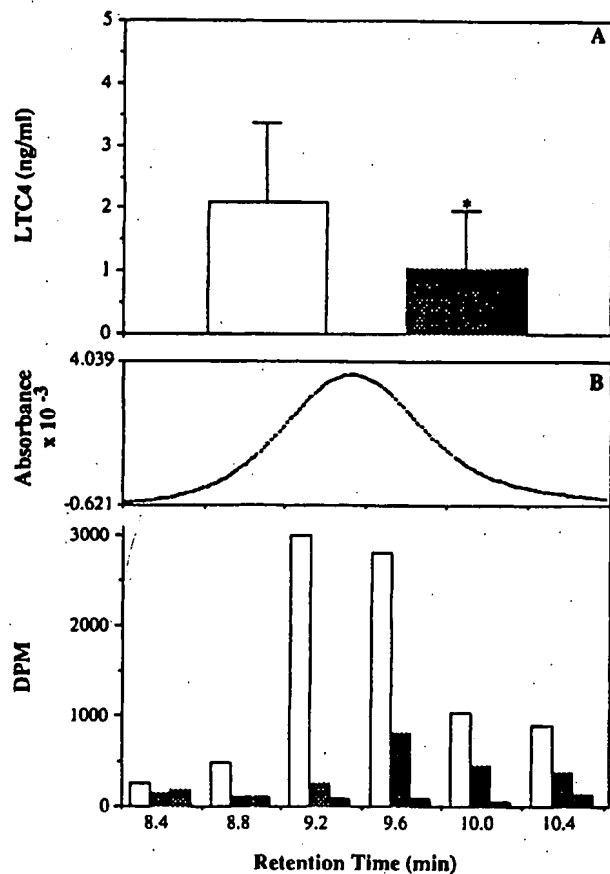 A
LTC4 (ng/ml)
5
4
3
2
1
0
*
B
Absorbance
x 10 -3
4.039
-0.621
DPM
3000
2000
1000
0
8.4 8.8 9.2 9.6 10.0 10.4
Retention Time (min)